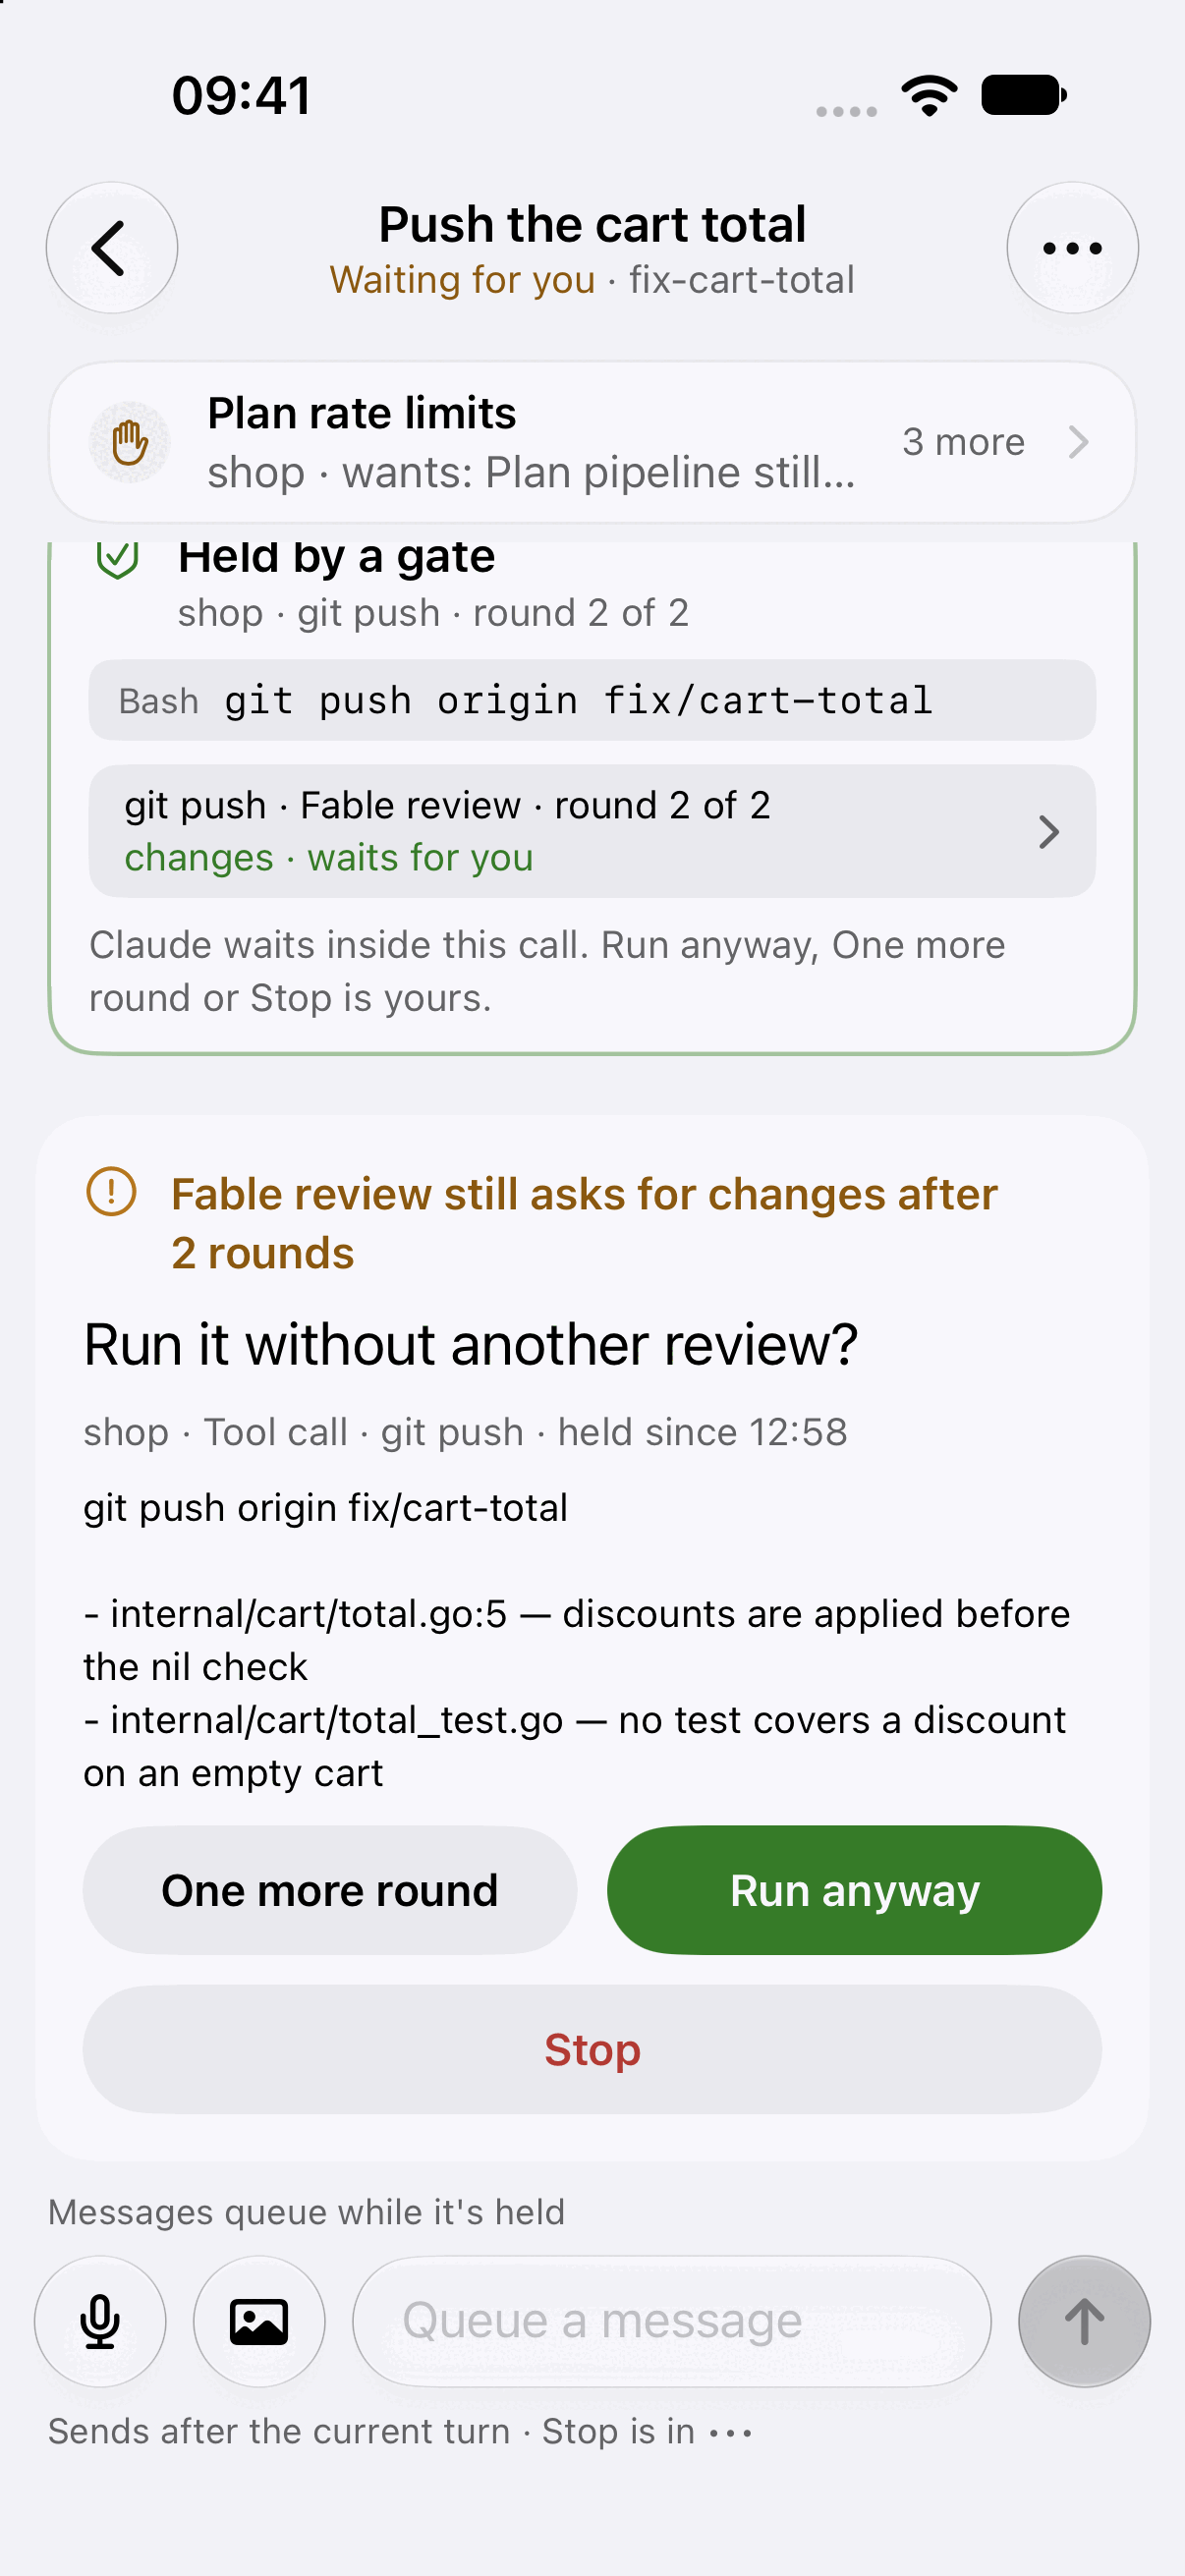 09:41
Push the cart total
Waiting for you · fix-cart-total
Plan rate limits
shop · wants: Plan pipeline still...
3 more
Held by a gate
shop · git push · round 2 of 2
Bash git push origin fix/cart-total
git push · Fable review · round 2 of 2
changes · waits for you
Claude waits inside this call. Run anyway, One more
round or Stop is yours.
Fable review still asks for changes after
2 rounds
Run it without another review?
shop · Tool call · git push · held since 12:58
git push origin fix/cart-total
- internal/cart/total.go:5 — discounts are applied before
the nil check
- internal/cart/total_test.go — no test covers a discount
on an empty cart
One more round
Run anyway
Stop
Messages queue while it's held
Queue a message
Sends after the current turn · Stop is in •••